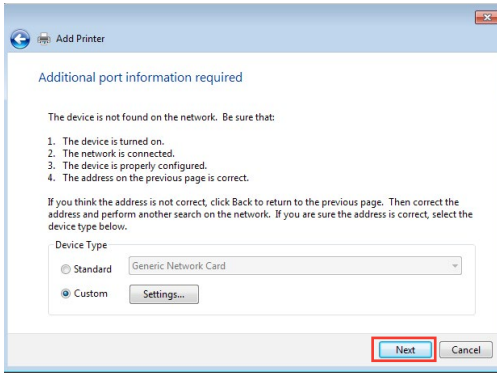 Add Printer
Additional port information required
The device is not found on the network. Be sure that:
1. The device is turned on.
2. The network is connected.
3. The device is properly configured.
4. The address on the previous page is correct.
If you think the address is not correct, click Back to return to the previous page. Then correct the
address and perform another search on the network. If you are sure the address is correct, select the
device type below.
Device Type
Standard Generic Network Card
Custom Settings...
Next Cancel